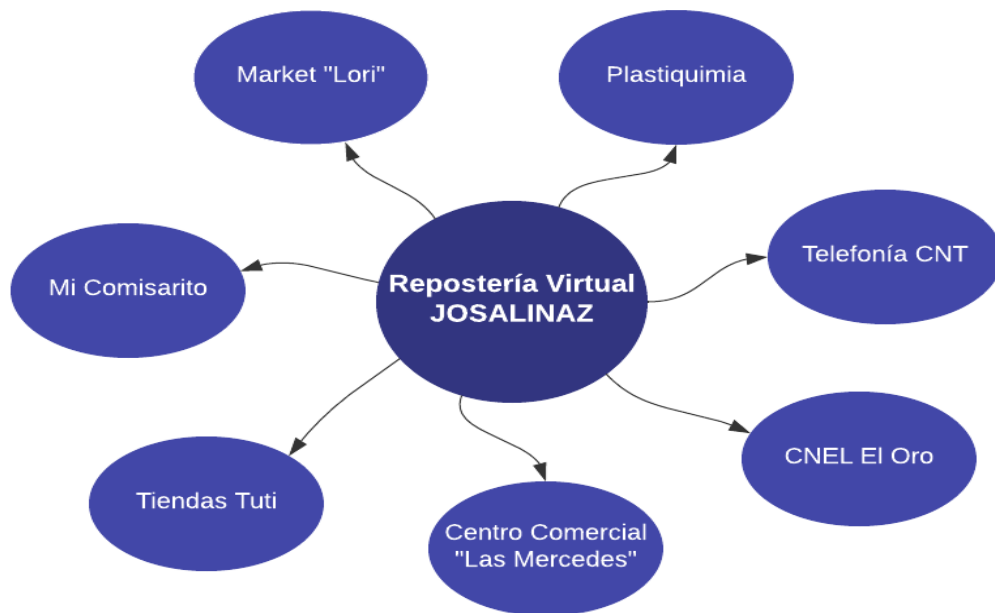 Market "Lori"
Plastiquimia
Telefonía CNT
Mi Comisarito
Repostería Virtual
JOSALINAZ
CNEL El Oro
Tiendas Tuti
Centro Comercial
"Las Mercedes"